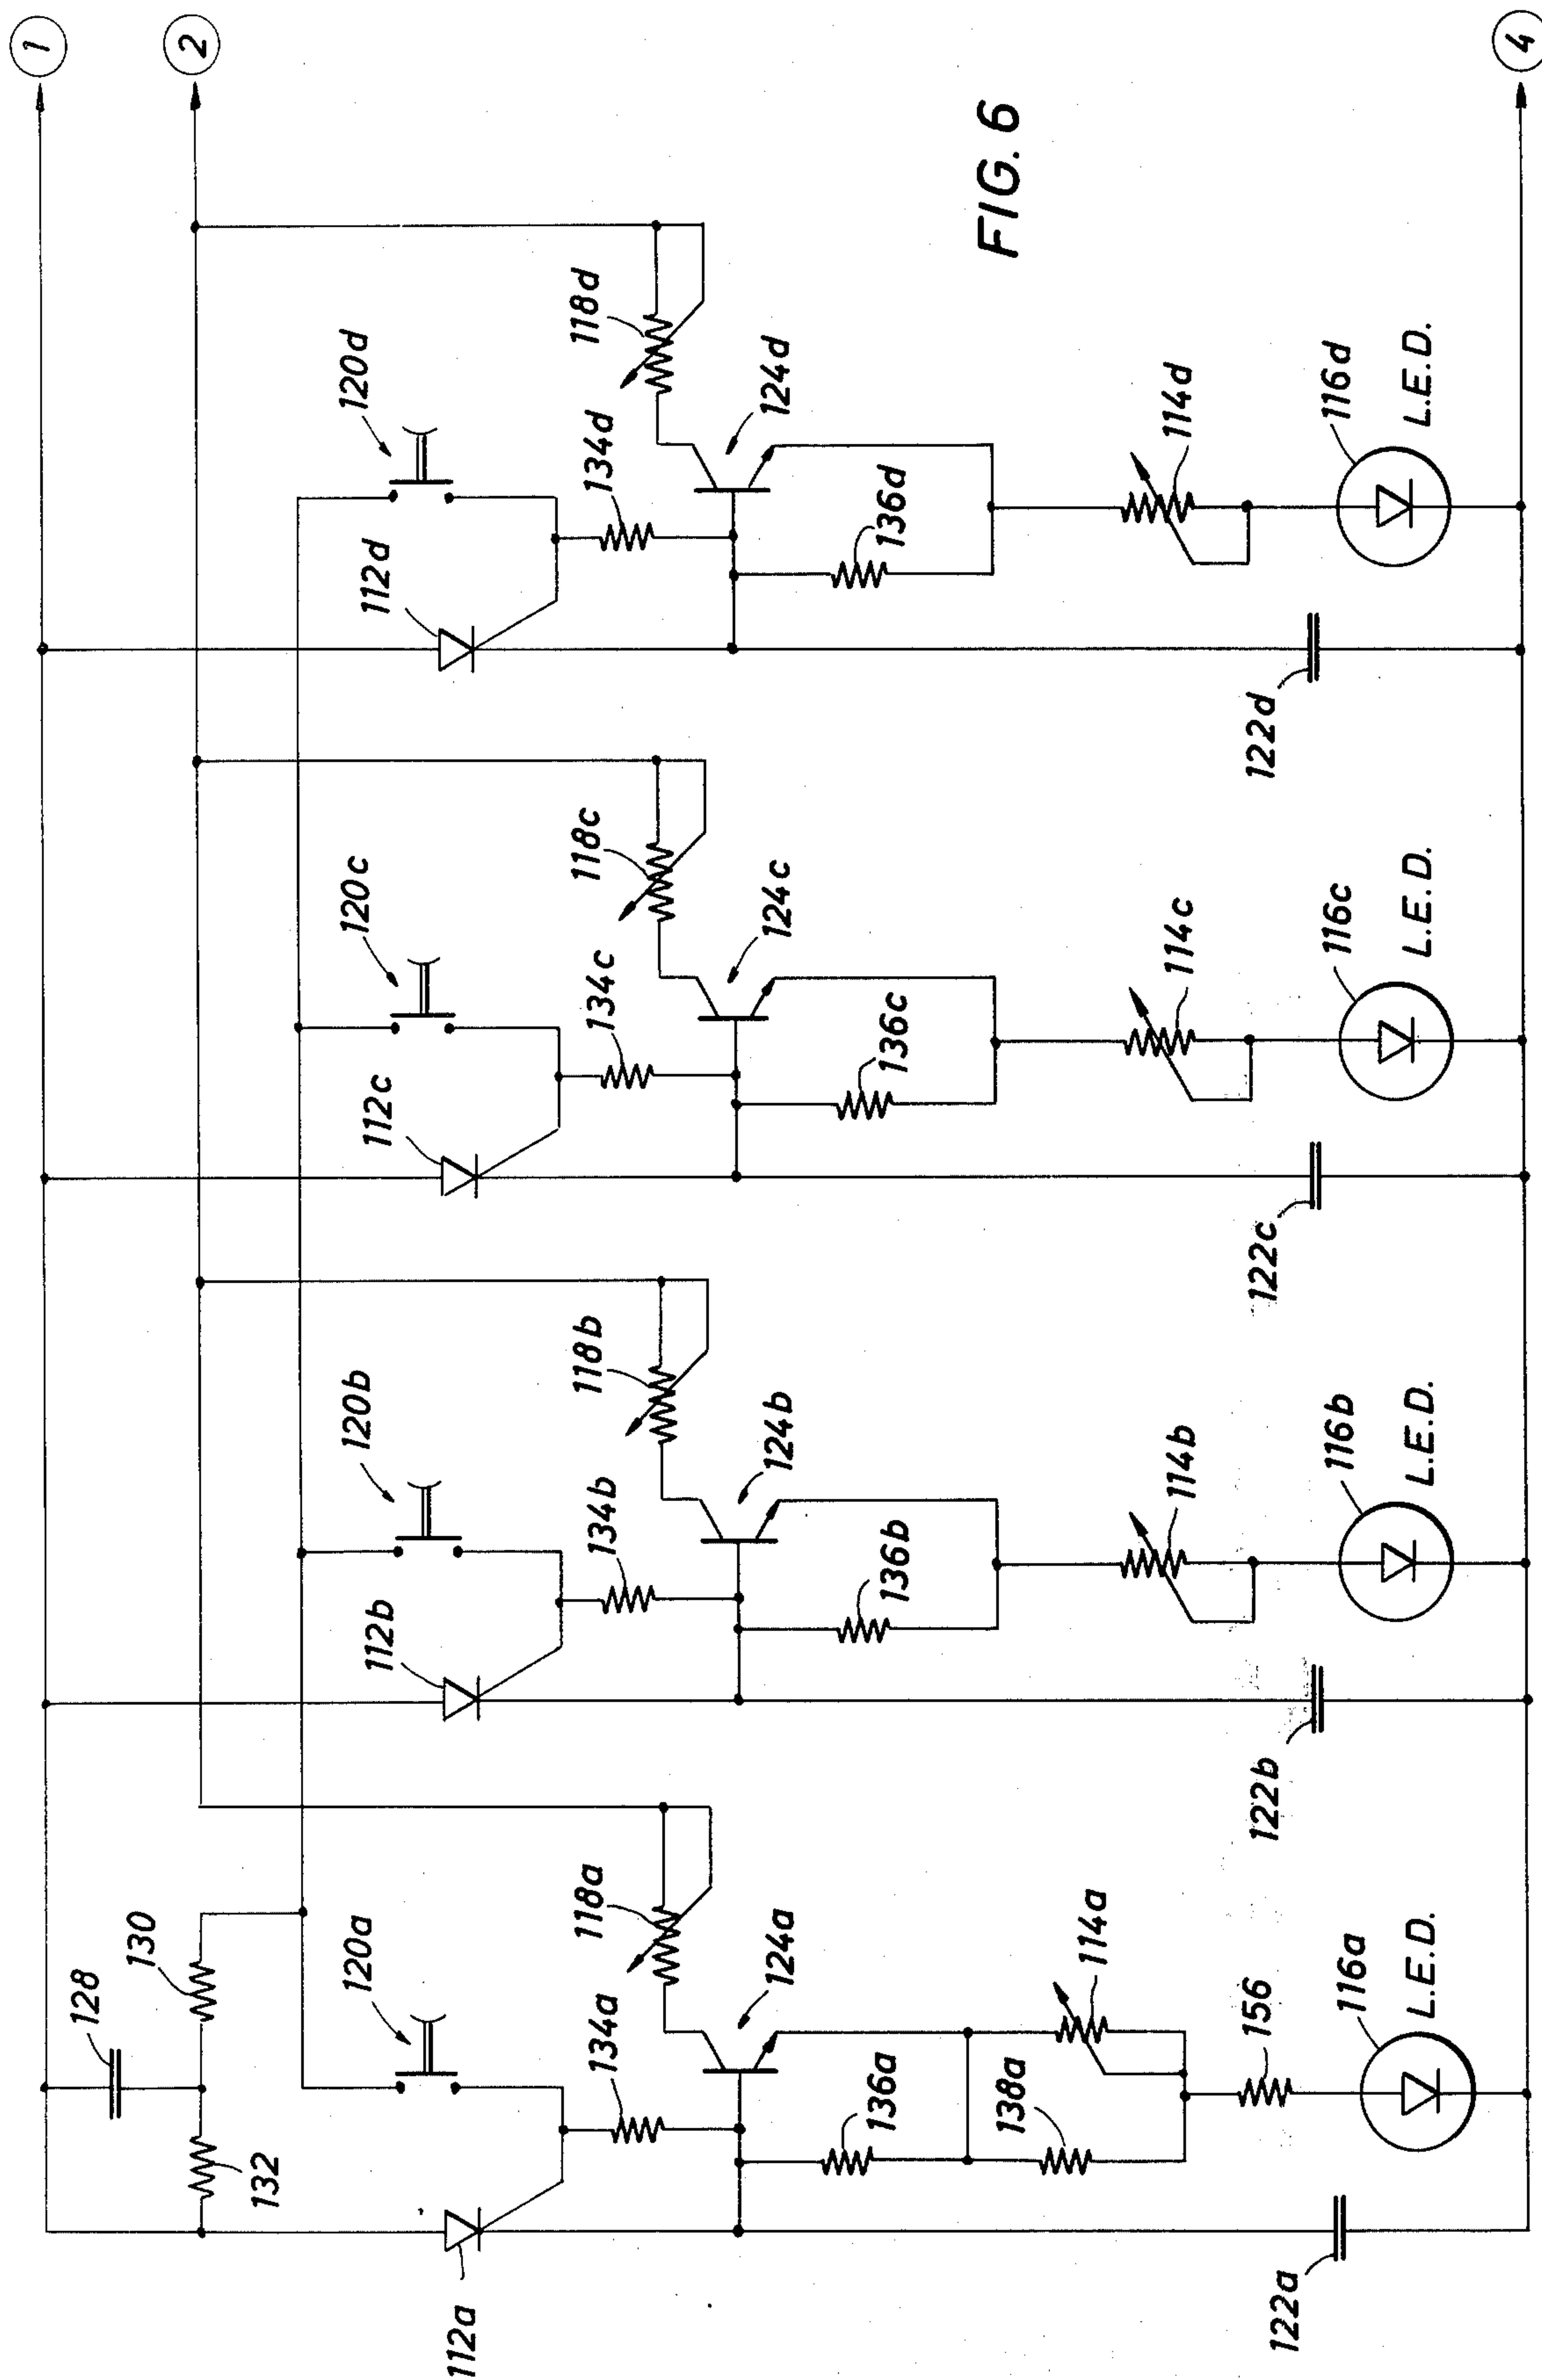 1
2
4
FIG. 6
128
130
132
120a
112a
134a
118a
124a
136a
138a
114a
156
116a
L.E.D.
122a
120b
112b
134b
118b
124b
136b
114b
116b
L.E.D.
122b
120c
112c
134c
118c
124c
136c
114c
116c
L.E.D.
122c
120d
112d
134d
118d
124d
136d
114d
116d
L.E.D.
122d